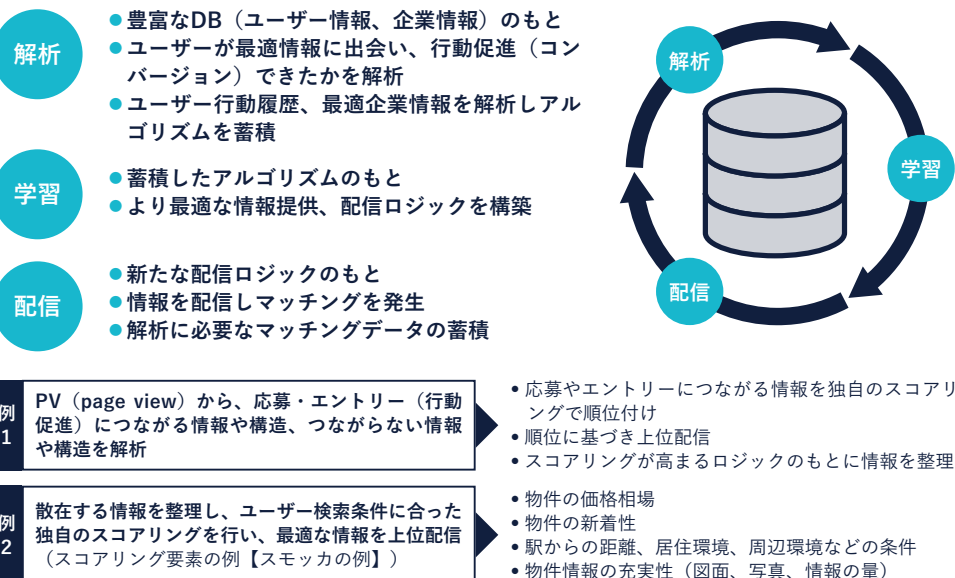 解析
●豊富なDB（ユーザー情報、企業情報）のもと
●ユーザーが最適情報に出会い、行動促進（コン
バージョン）できたかを解析
●ユーザー行動履歴、最適企業情報を解析しアル
ゴリズムを蓄積
学習
●蓄積したアルゴリズムのもと
●より最適な情報提供、配信ロジックを構築
配信
●新たな配信ロジックのもと
●情報を配信しマッチングを発生
●解析に必要なマッチングデータの蓄積
解析
学習
配信
例
1
PV（page view）から、応募・エントリー（行動
促進）につながる情報や構造、つながらない情報
や構造を解析
•応募やエントリーにつながる情報を独自のスコアリ
ングで順位付け
•順位に基づき上位配信
•スコアリングが高まるロジックのもとに情報を整理
例
2
散在する情報を整理し、ユーザー検索条件に合った
独自のスコアリングを行い、最適な情報を上位配信
（スコアリング要素の例【スモッカの例】）
•物件の価格相場
•物件の新着性
•駅からの距離、居住環境、周辺環境などの条件
•物件情報の充実性（図面、写真、情報の量）